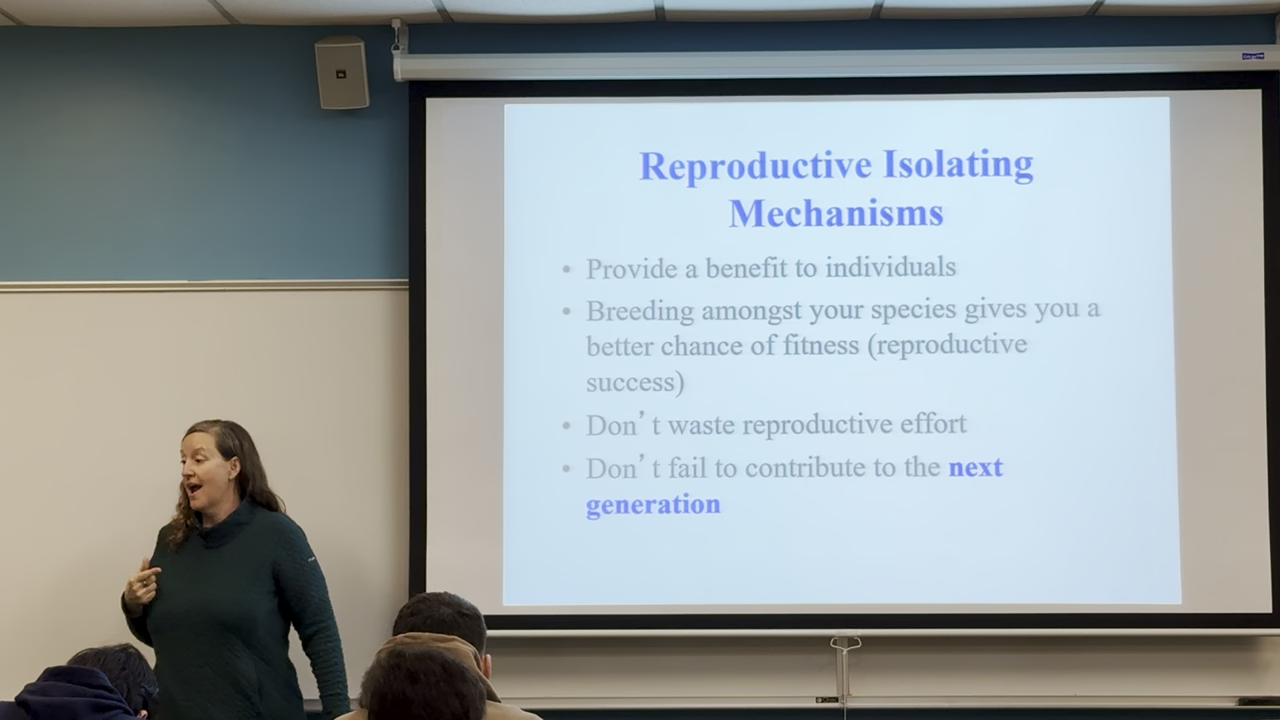 Reproductive Isolating
Mechanisms
• Provide a benefit to individuals
• Breeding amongst your species gives you a
better chance of fitness (reproductive
success)
• Don’ t waste reproductive effort
• Don’ t fail to contribute to the next
generation